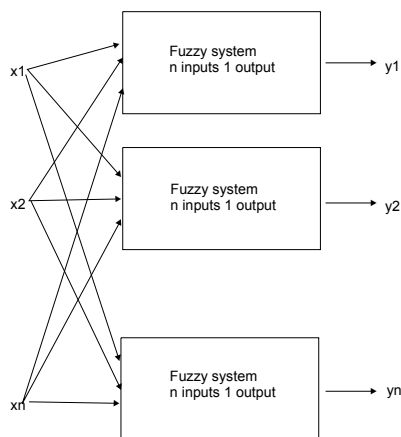 Fuzzy system
n inputs 1 output
x1
y1
Fuzzy system
n inputs 1 output
x2
y2
Fuzzy system
n inputs 1 output
xn
yn